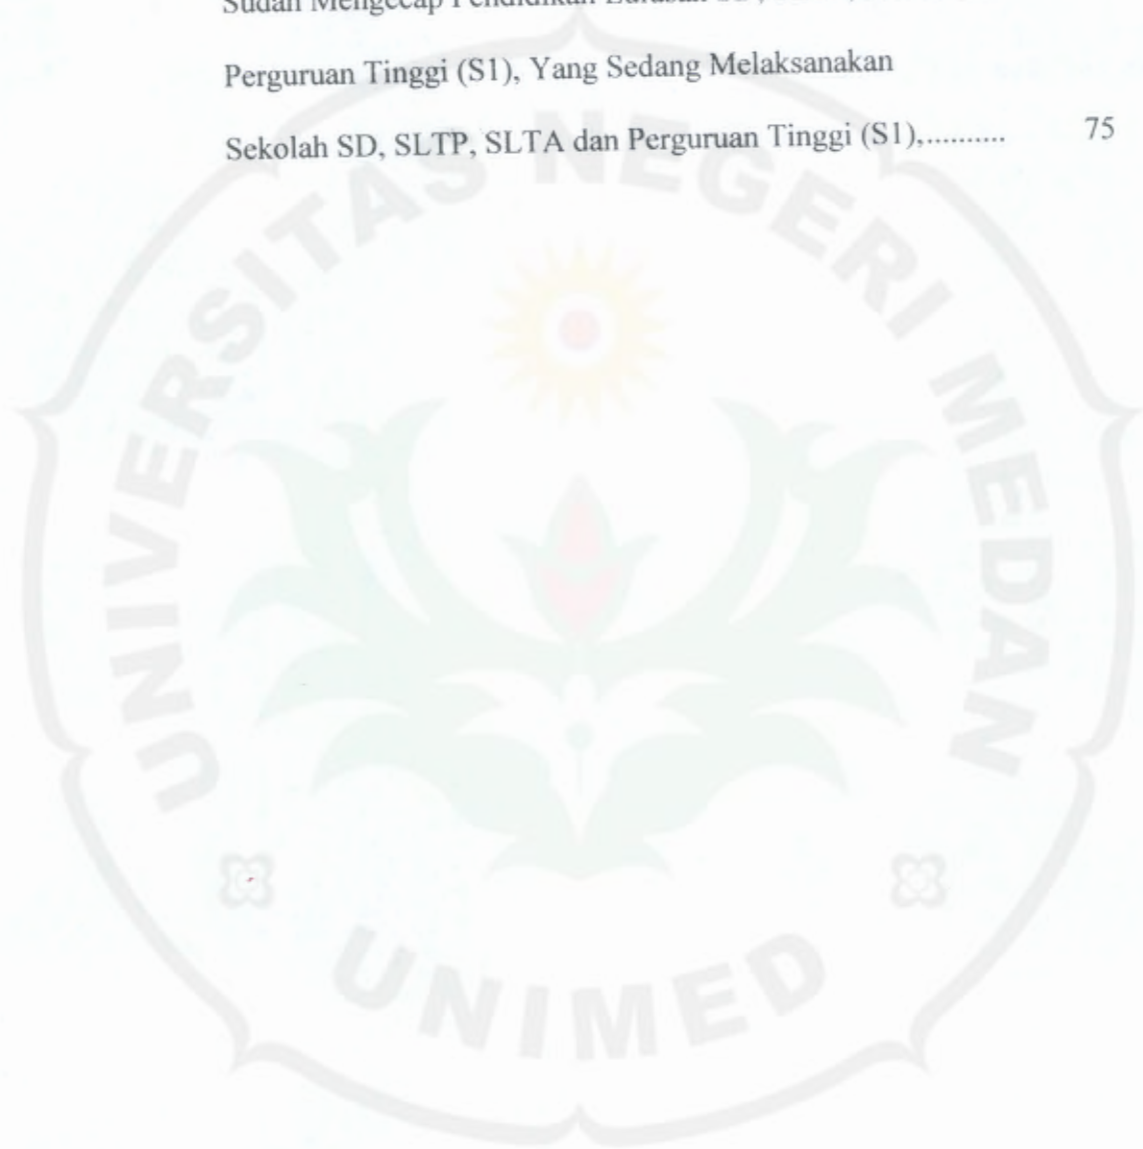 Sudah Mengecap Pendidikan
Perguruan Tinggi (S1), Yang Sedang Melaksanakan
Sekolah SD, SLTP, SLTA dan Perguruan Tinggi (S1),.......... 75
UNIVERSITAS NEGERI MEDAN
UNIMED